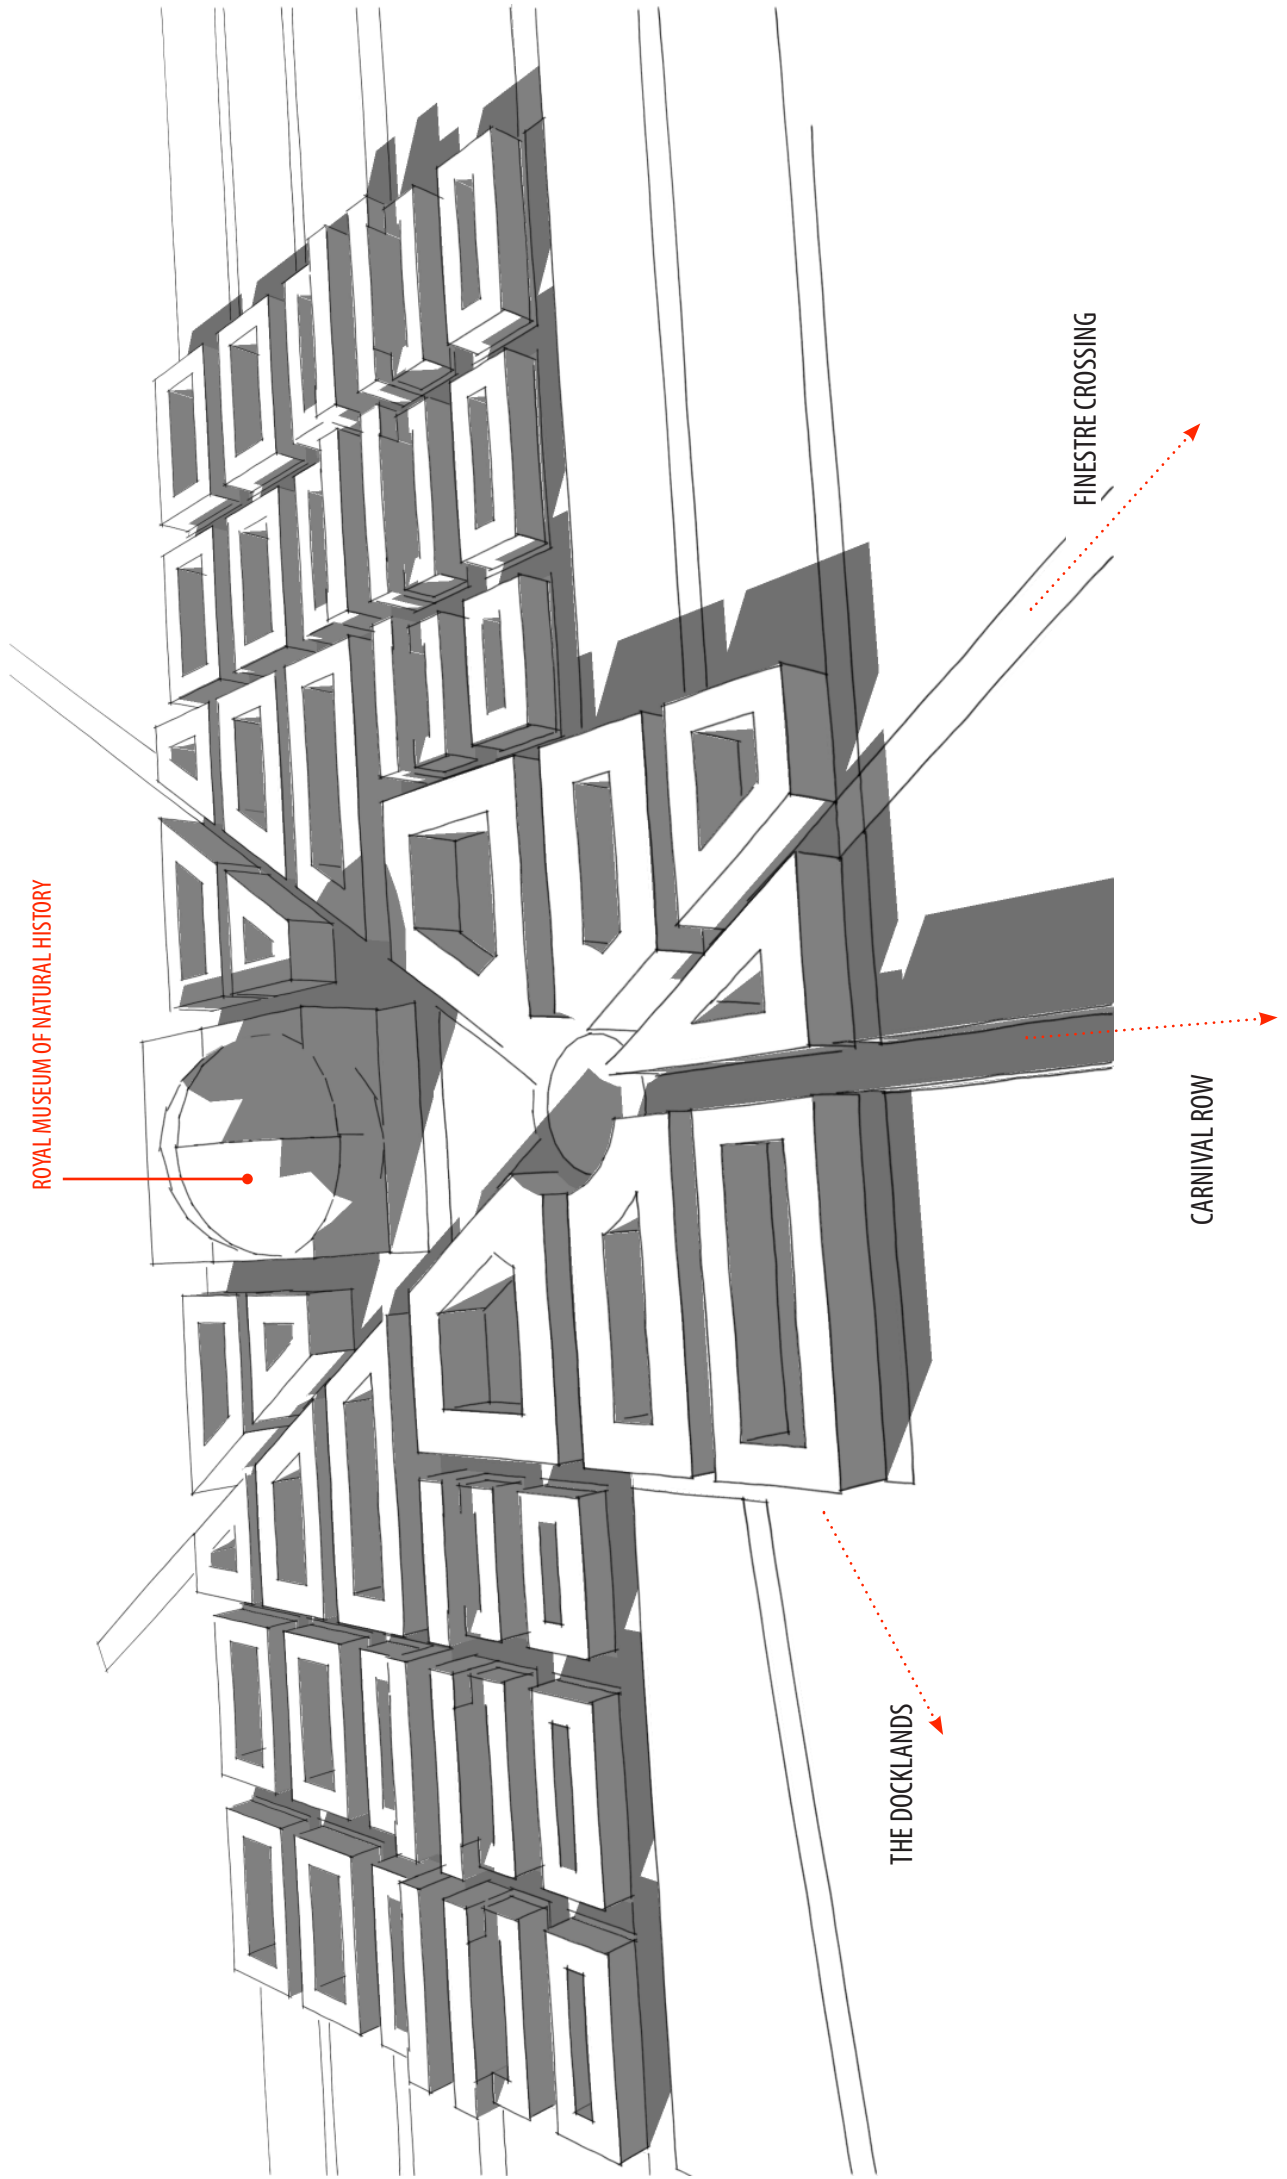 ROYAL MUSEUM OF NATURAL HISTORY
THE DOCKLANDS
CARNIVAL ROW
FINESTRE CROSSING